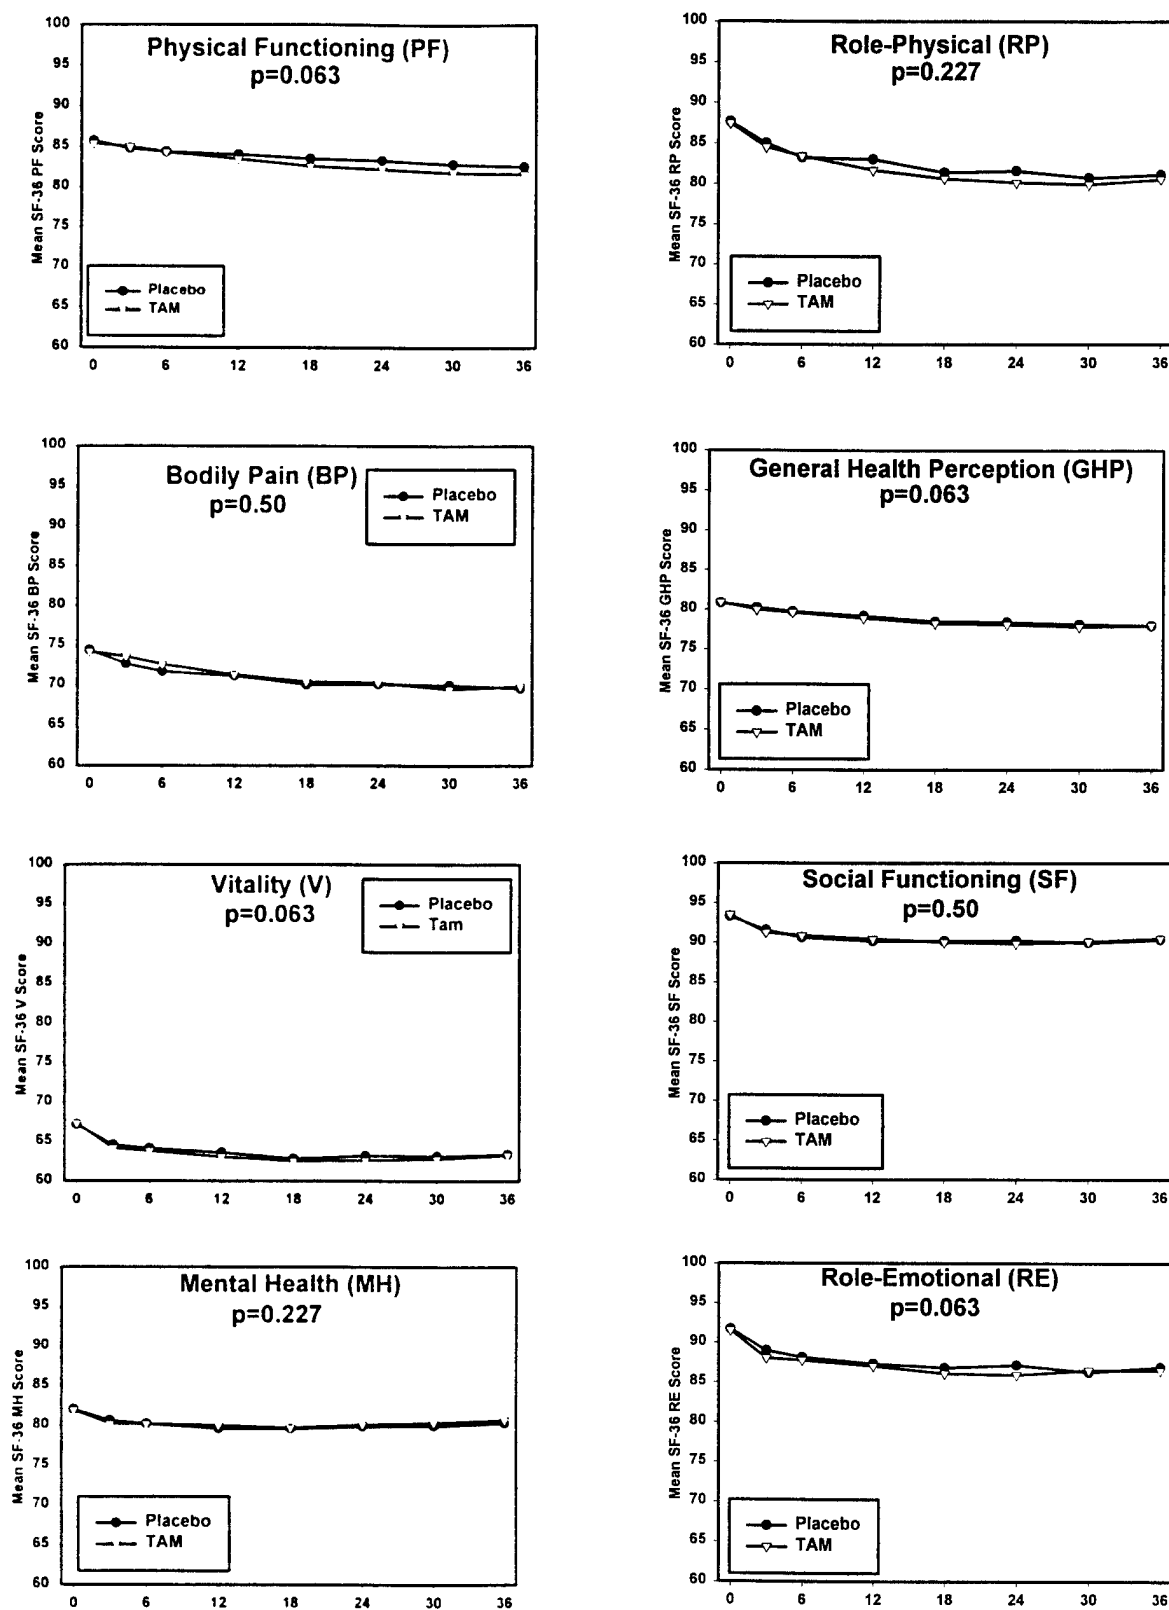 Physical Functioning (PF)
p=0.063
Mean SF-36 PF Score
100
95
90
85
80
75
70
65
60
Placebo
TAM
0 6 12 18 24 30 36
Role-Physical (RP)
p=0.227
Mean SF-36 RP Score
100
95
90
85
80
75
70
65
60
Placebo
TAM
0 6 12 18 24 30 36
Bodily Pain (BP)
p=0.50
Mean SF-36 BP Score
100
95
90
85
80
75
70
65
60
Placebo
TAM
0 6 12 18 24 30 36
General Health Perception (GHP)
p=0.063
Mean SF-36 GHP Score
100
95
90
85
80
75
70
65
60
Placebo
TAM
0 6 12 18 24 30 36
Vitality (V)
p=0.063
Mean SF-36 V Score
100
95
90
85
80
75
70
65
60
Placebo
Tam
0 6 12 18 24 30 36
Social Functioning (SF)
p=0.50
Mean SF-36 SF Score
100
95
90
85
80
75
70
65
60
Placebo
TAM
0 6 12 18 24 30 36
Mental Health (MH)
p=0.227
Mean SF-36 MH Score
100
95
90
85
80
75
70
65
60
Placebo
TAM
0 6 12 18 24 30 36
Role-Emotional (RE)
p=0.063
Mean SF-36 RE Score
100
95
90
85
80
75
70
65
60
Placebo
TAM
0 6 12 18 24 30 36